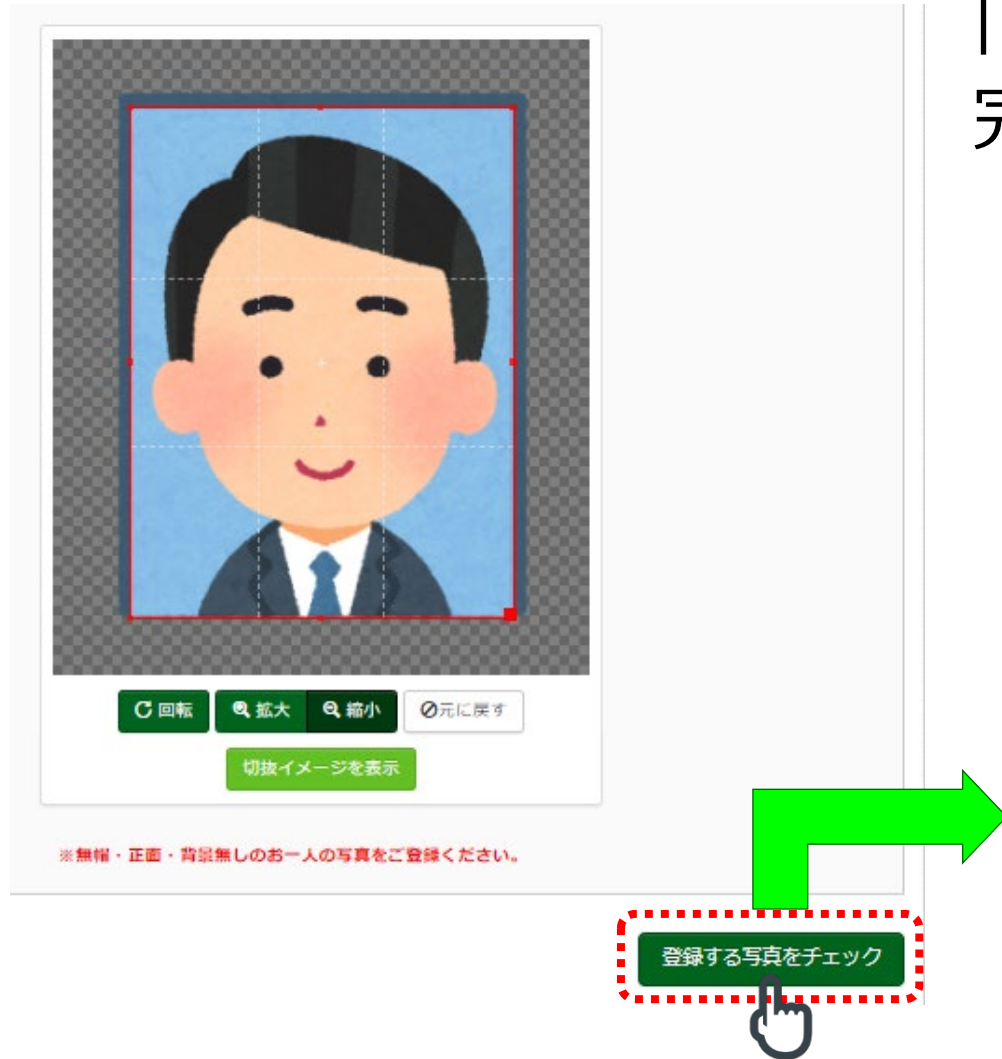 回転 拡大 縮小 元に戻す
切抜イメージを表示
※無帽・正面・背景無しのお一人の写真をご登録ください。
登録する写真をチェック